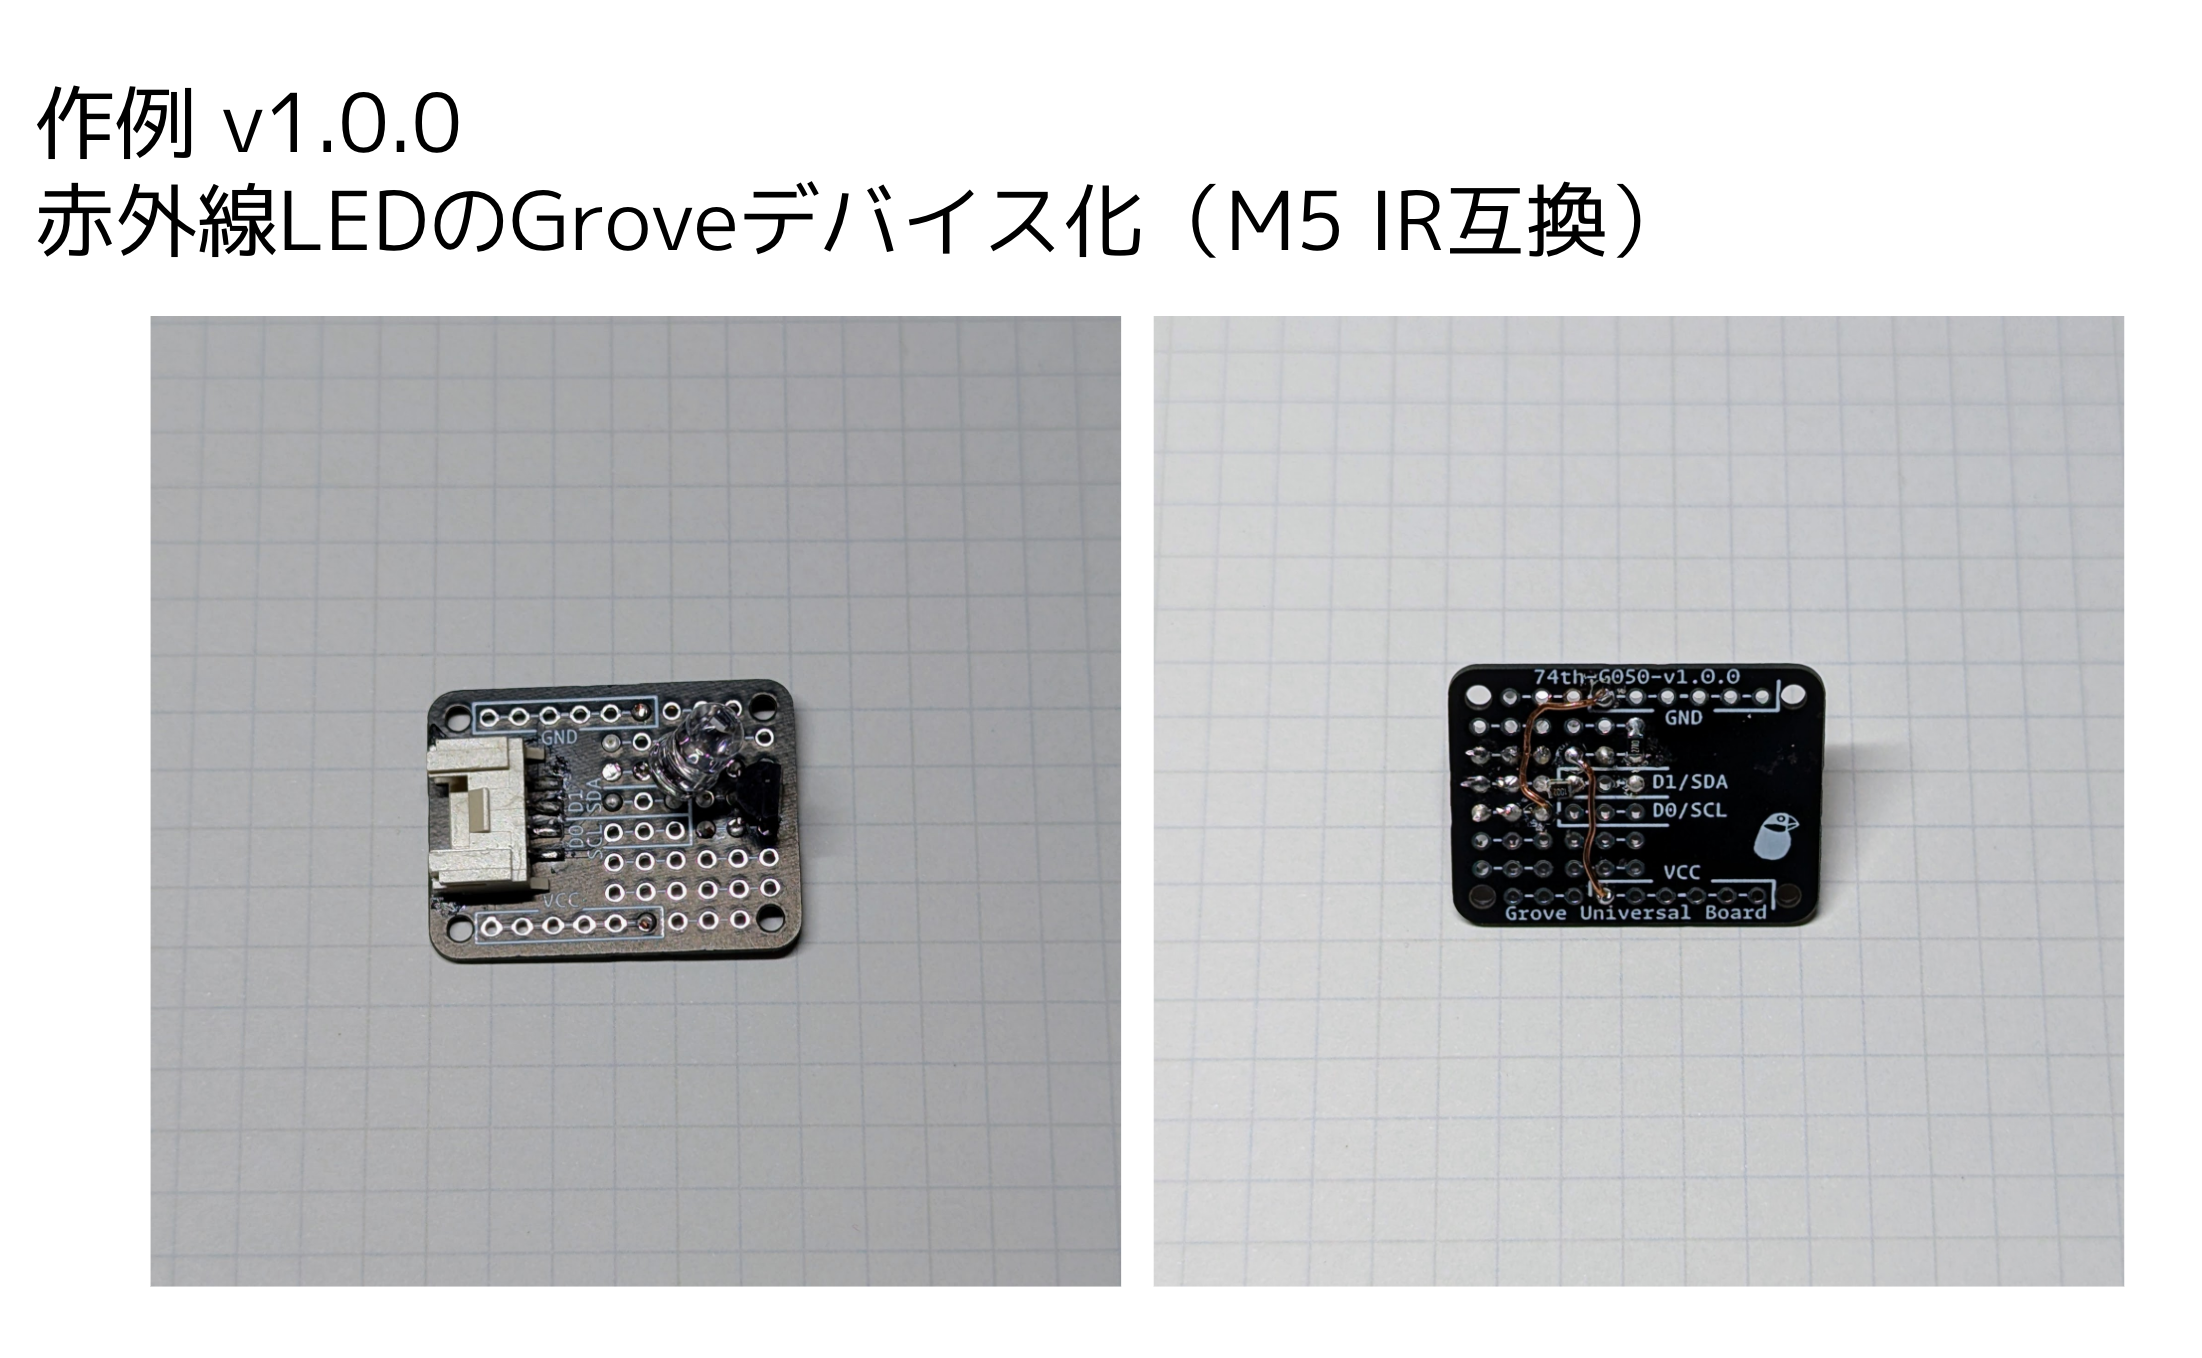 作例 v1.0.0
赤外線LEDのGroveデバイス化（M5 IR互換）
GND
D1
SDA
D0
SCL
VCC
74th-G050-v1.0.0
GND
D1/SDA
D0/SCL
VCC
Grove Universal Board